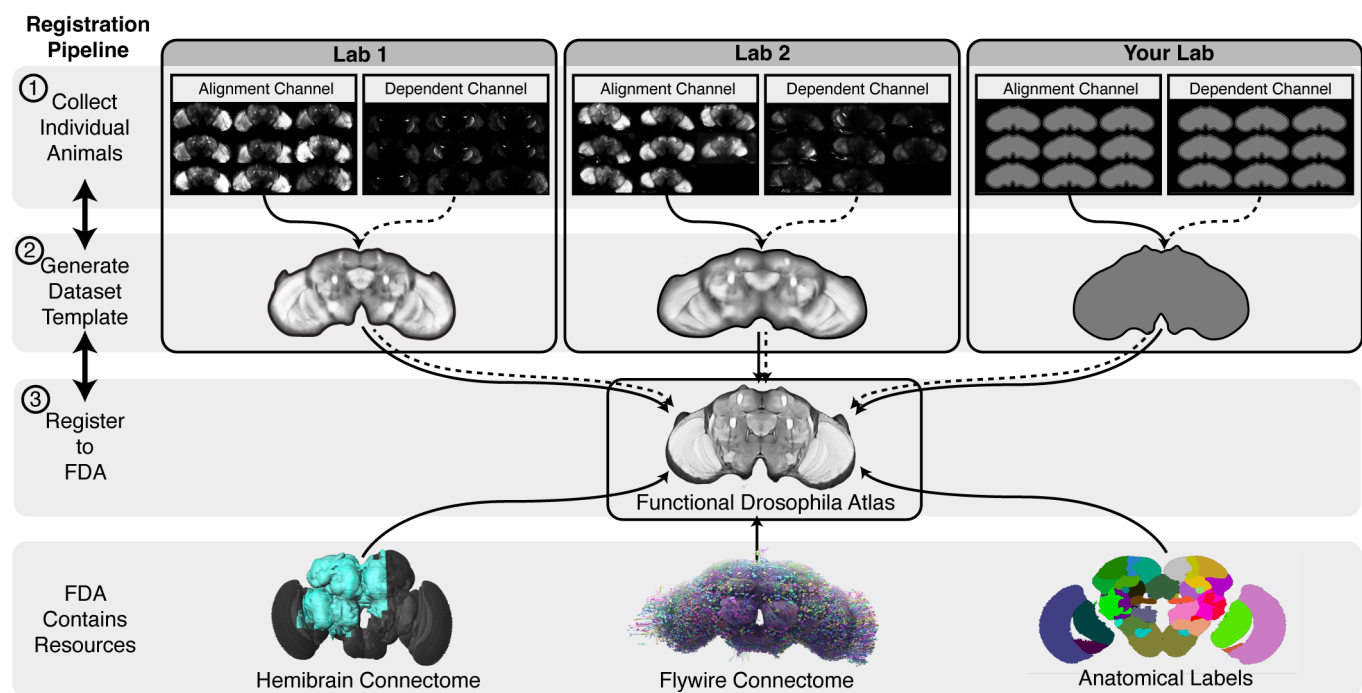 Registration
Pipeline
Lab 1
Lab 2
Your Lab
1
Collect
Individual
Animals
Alignment Channel
Dependent Channel
Alignment Channel
Dependent Channel
Alignment Channel
Dependent Channel
2
Generate
Dataset
Template
3
Register
to
FDA
Functional Drosophila Atlas
FDA
Contains
Resources
Hemibrain Connectome
Flywire Connectome
Anatomical Labels